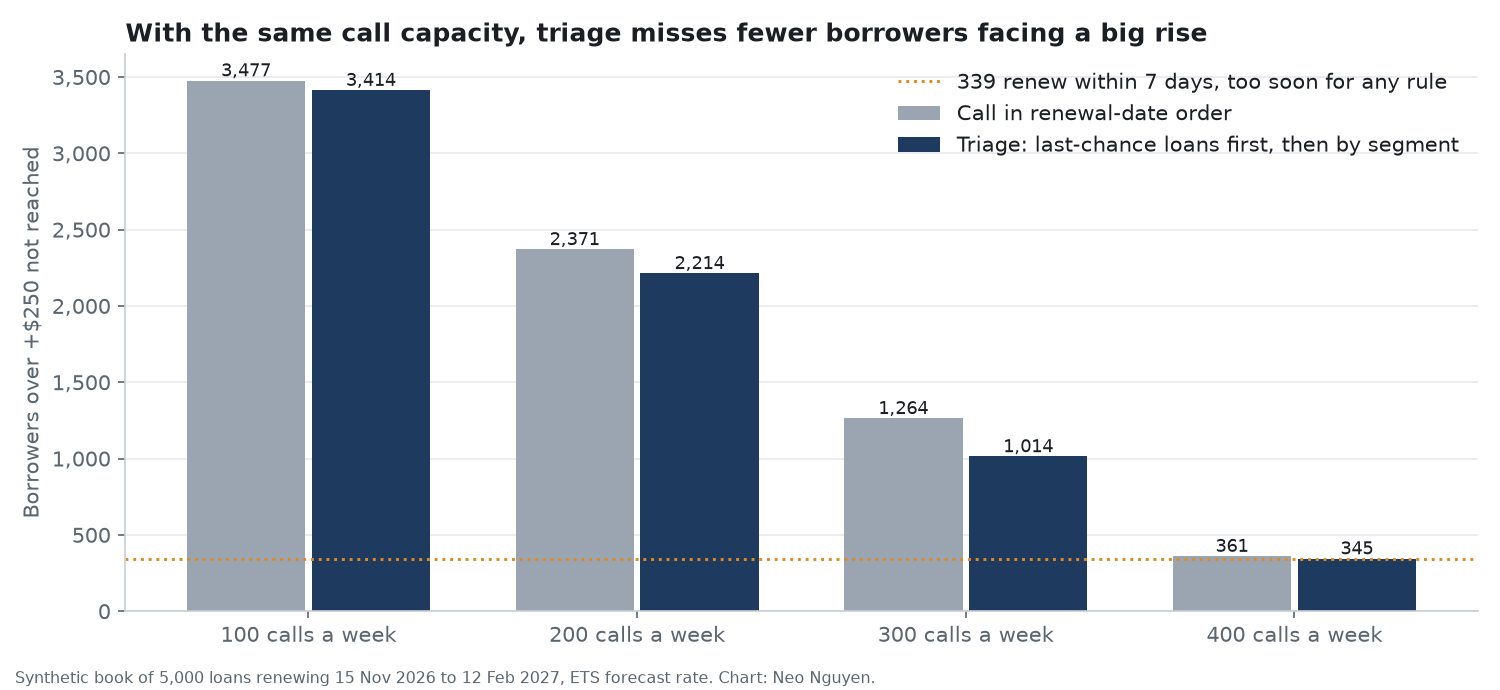 With the same call capacity, triage misses fewer borrowers facing a big rise
339 renew within 7 days, too soon for any rule
Call in renewal-date order
Triage: last-chance loans first, then by segment
Borrowers over +$250 not reached
3,500
3,000
2,500
2,000
1,500
1,000
500
0
3,477
3,414
2,371
2,214
1,264
1,014
361
345
100 calls a week
200 calls a week
300 calls a week
400 calls a week
Synthetic book of 5,000 loans renewing 15 Nov 2026 to 12 Feb 2027, ETS forecast rate. Chart: Neo Nguyen.